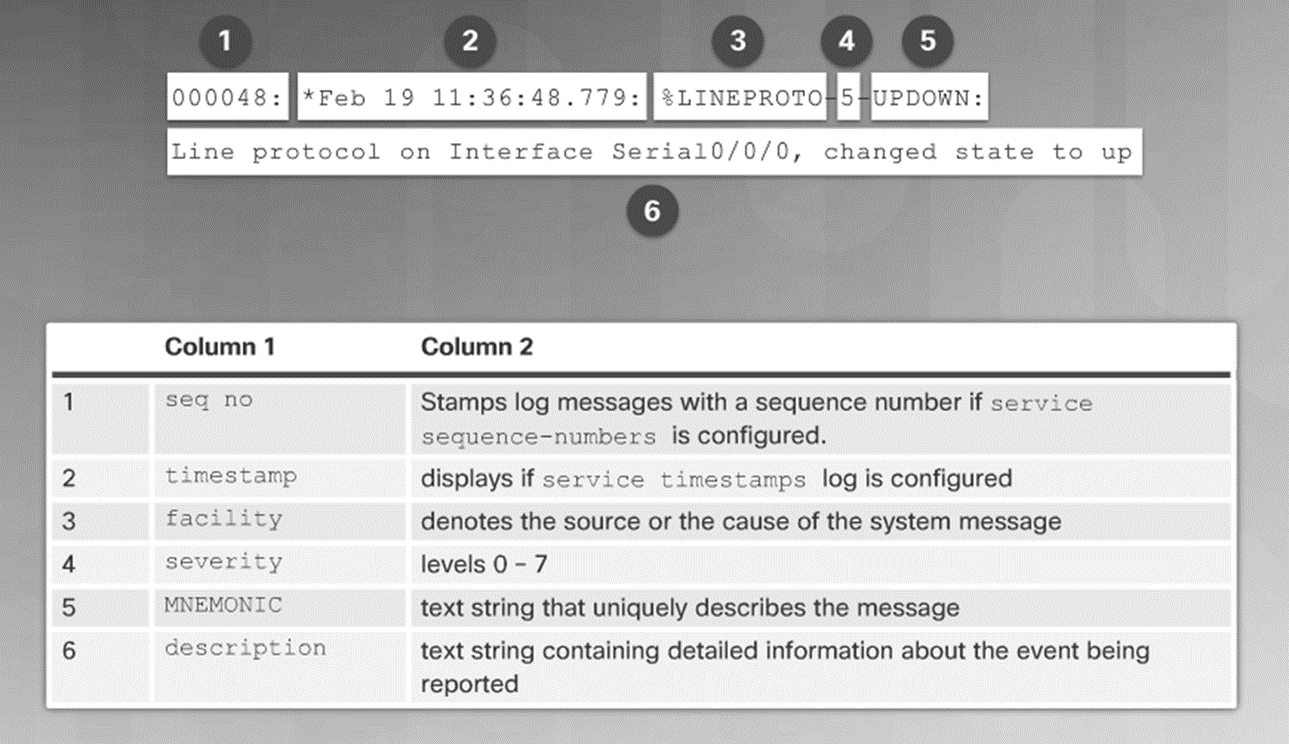 1 2 3 4 5
000048: *Feb 19 11:36:48.779: %LINEPROTO-5-UPDOWN:
Line protocol on Interface Serial0/0/0, changed state to up
6
Column 1 Column 2
1 seq no Stamps log messages with a sequence number if service
sequence-numbers is configured.
2 timestamp displays if service timestamps log is configured
3 facility denotes the source or the cause of the system message
4 severity levels 0 – 7
5 MNEMONIC text string that uniquely describes the message
6 description text string containing detailed information about the event being
reported